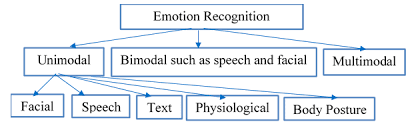 Emotion Recognition
Unimodal
Bimodal such as speech and facial
Multimodal
Facial
Speech
Text
Physiological
Body Posture